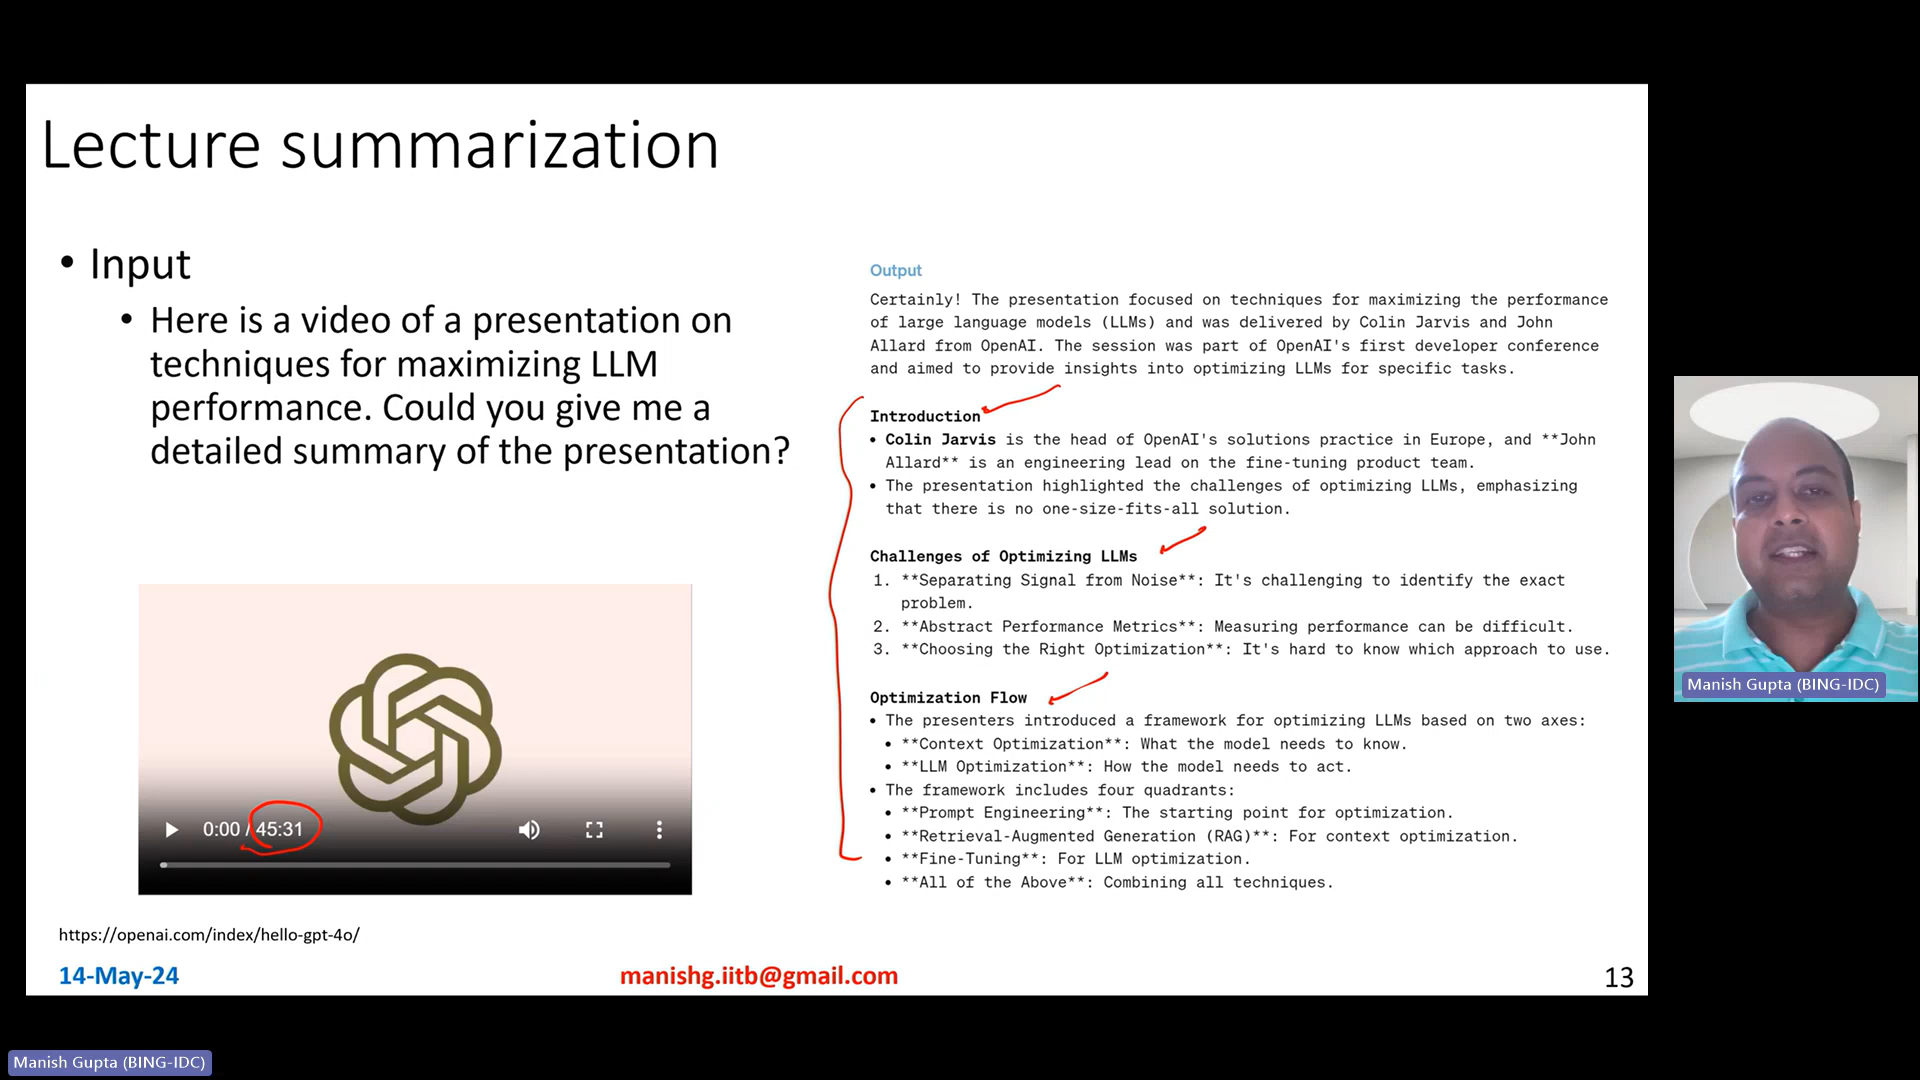 Lecture summarization
• Input
• Here is a video of a presentation on
techniques for maximizing LLM
performance. Could you give me a
detailed summary of the presentation?
0:00 / 45:31
https://openai.com/index/hello-gpt-4o/
Output
Certainly! The presentation focused on techniques for maximizing the performance
of large language models (LLMs) and was delivered by Colin Jarvis and John
Allard from OpenAI. The session was part of OpenAI's first developer conference
and aimed to provide insights into optimizing LLMs for specific tasks.
Introduction
• Colin Jarvis is the head of OpenAI's solutions practice in Europe, and **John
Allard** is an engineering lead on the fine-tuning product team.
• The presentation highlighted the challenges of optimizing LLMs, emphasizing
that there is no one-size-fits-all solution.
Challenges of Optimizing LLMs
1. **Separating Signal from Noise**: It's challenging to identify the exact
problem.
2. **Abstract Performance Metrics**: Measuring performance can be difficult.
3. **Choosing the Right Optimization**: It's hard to know which approach to use.
Optimization Flow
• The presenters introduced a framework for optimizing LLMs based on two axes:
• **Context Optimization**: What the model needs to know.
• **LLM Optimization**: How the model needs to act.
• The framework includes four quadrants:
• **Prompt Engineering**: The starting point for optimization.
• **Retrieval-Augmented Generation (RAG)**: For context optimization.
• **Fine-Tuning**: For LLM optimization.
• **All of the Above**: Combining all techniques.
14-May-24
manishg.iitb@gmail.com
13
Manish Gupta (BING-IDC)
Manish Gupta (BING-IDC)